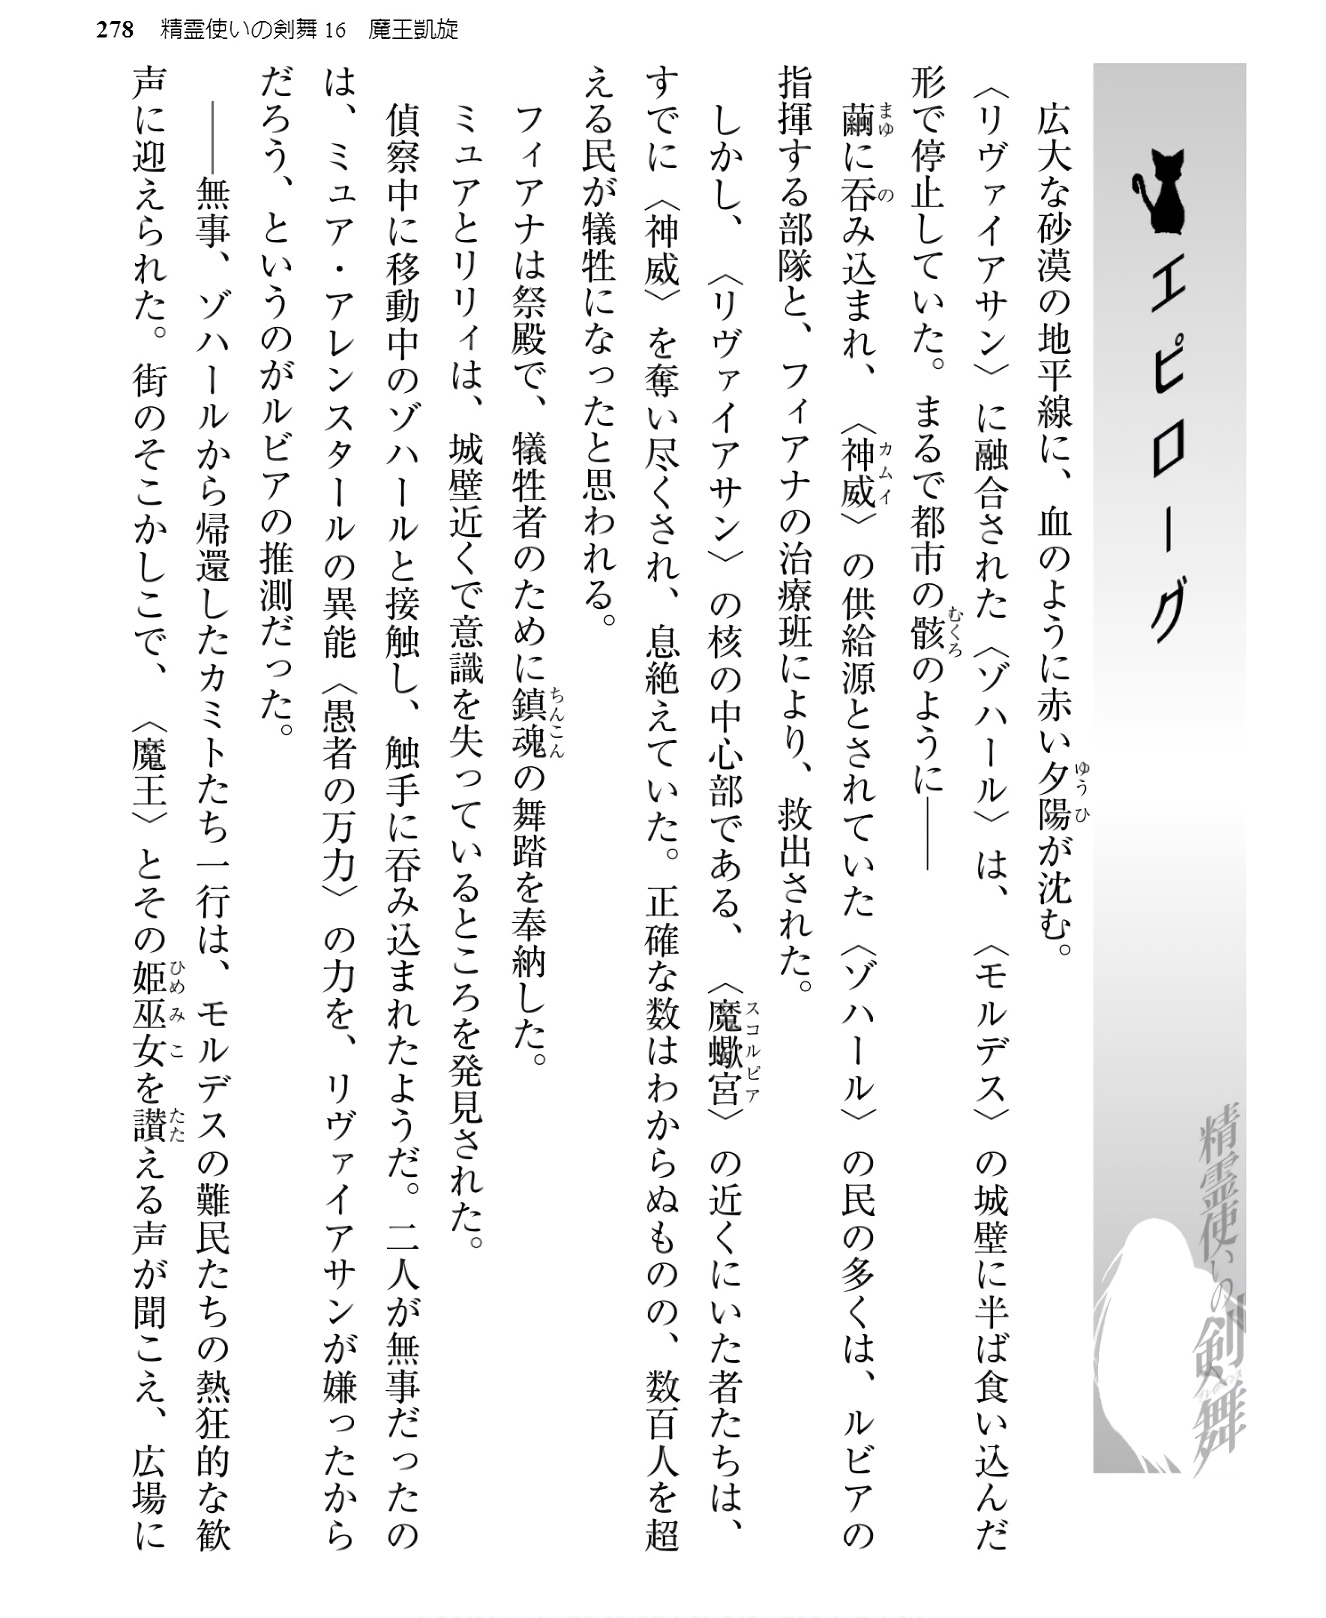 278 精霊使いの剣舞 16 魔王凱旋
エピローグ
精霊使いの剣舞
広大な砂漠の地平線に、血のように赤い夕陽が沈む。
〈リヴァイアサン〉に融合された〈ゾハール〉は、〈モルデス〉の城壁に半ば食い込んだ
形で停止していた。まるで都市の骸のように――
繭に呑み込まれ、〈神威〉の供給源とされていた〈ゾハール〉の民の多くは、ルビアの
指揮する部隊と、フィアナの治療班により、救出された。
しかし、〈リヴァイアサン〉の核の中心部である、〈魔蠍宮〉の近くにいた者たちは、
すでに〈神威〉を奪い尽くされ、息絶えていた。正確な数はわからぬものの、数百人を超
える民が犠牲になったと思われる。
フィアナは祭殿で、犠牲者のために鎮魂の舞踏を奉納した。
ミュアとリリィは、城壁近くで意識を失っているところを発見された。
偵察中に移動中のゾハールと接触し、触手に呑み込まれたようだ。二人が無事だったの
は、ミュア・アレンスタールの異能〈愚者の万力〉の力を、リヴァイアサンが嫌ったから
だろう、というのがルビアの推測だった。
――無事、ゾハールから帰還したカミトたち一行は、モルデスの難民たちの熱狂的な歓
声に迎えられた。街のそこかしこで、〈魔王〉とその姫巫女を讃える声が聞こえ、広場に